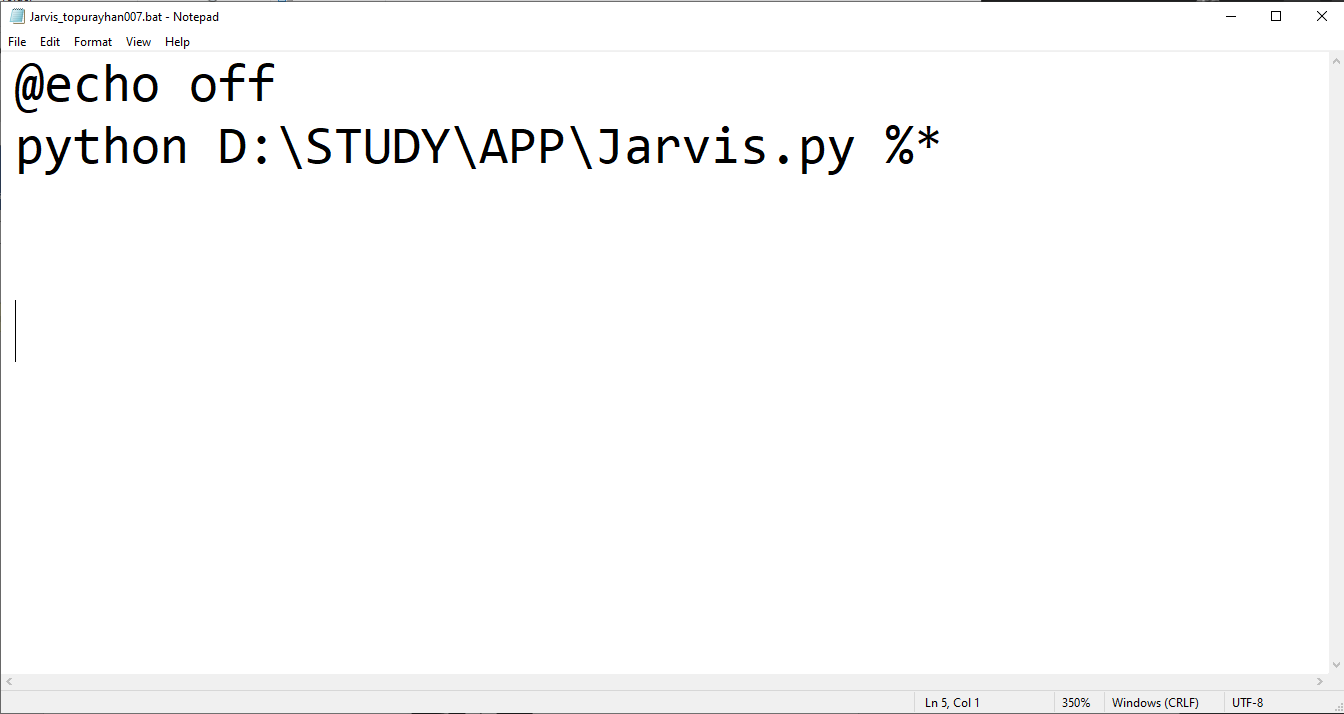 Jarvis_topurayhan007.bat - Notepad
File Edit Format View Help
@echo off
python D:\STUDY\APP\Jarvis.py %*
Ln 5, Col 1 350% Windows (CRLF) UTF-8